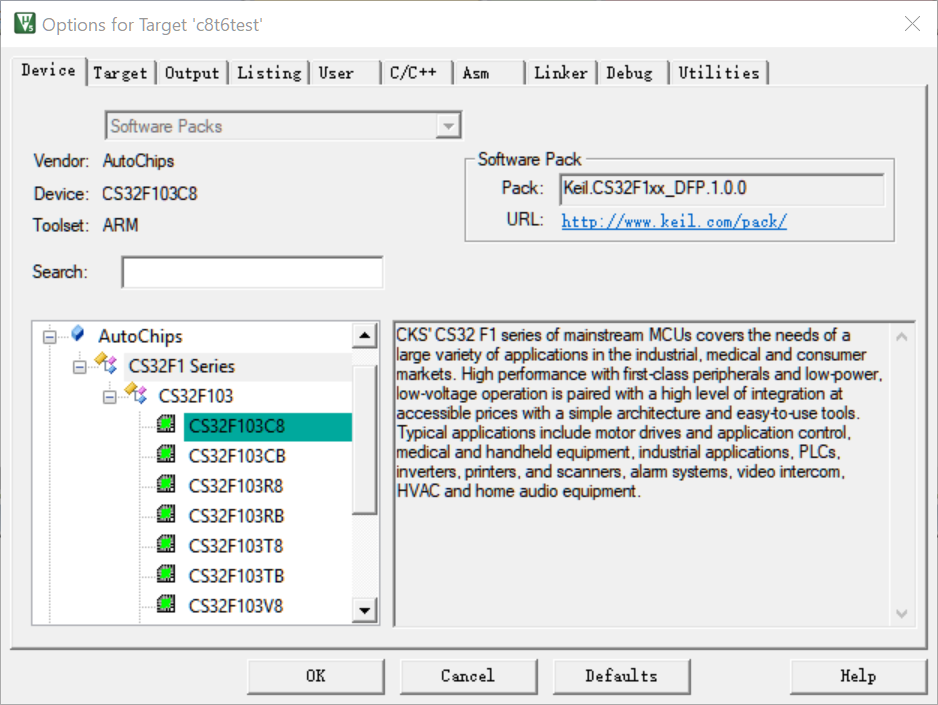 Options for Target 'c8t6test'
Device Target Output Listing User C/C++ Asm Linker Debug Utilities
Software Packs
Vendor: AutoChips
Device: CS32F103C8
Toolset: ARM
Software Pack
Pack: Keil.CS32F1xx_DFP.1.0.0
URL: http://www.keil.com/pack/
Search:
AutoChips
CS32F1 Series
CS32F103
CS32F103C8
CS32F103CB
CS32F103R8
CS32F103RB
CS32F103T8
CS32F103TB
CS32F103V8
CKS' CS32 F1 series of mainstream MCUs covers the needs of a
large variety of applications in the industrial, medical and consumer
markets. High performance with first-class peripherals and low-power,
low-voltage operation is paired with a high level of integration at
accessible prices with a simple architecture and easy-to-use tools.
Typical applications include motor drives and application control,
medical and handheld equipment, industrial applications, PLCs,
inverters, printers, and scanners, alarm systems, video intercom,
HVAC and home audio equipment.
OK Cancel Defaults Help